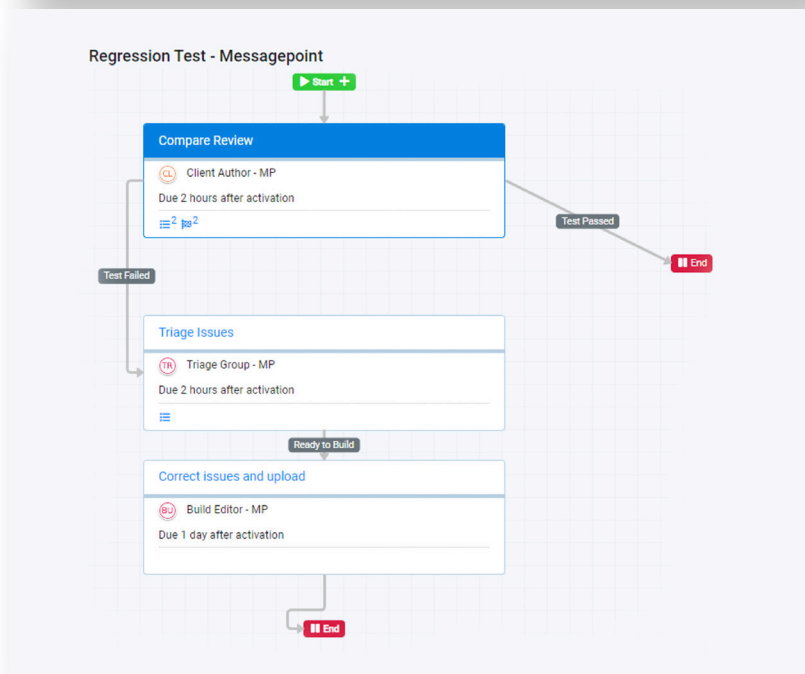 Regression Test - Messagepoint
Start
Compare Review
CL Client Author - MP
Due 2 hours after activation
2 2
Test Passed
End
Test Failed
Triage Issues
TR Triage Group - MP
Due 2 hours after activation
Ready to Build
Correct issues and upload
BU Build Editor - MP
Due 1 day after activation
End